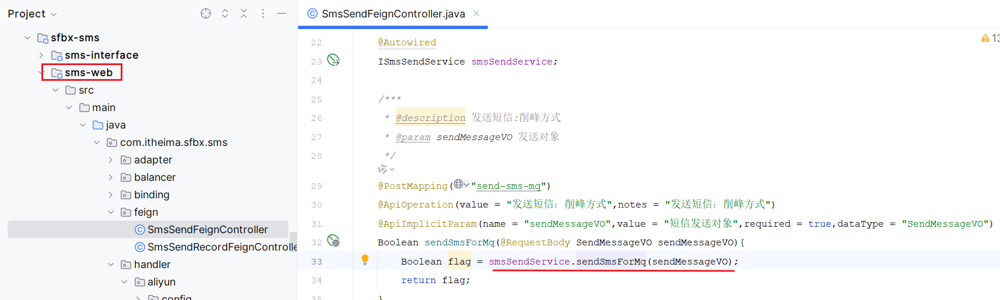 Project
sfbx-sms
sms-interface
sms-web
src
main
java
com.itheima.sfbx.sms
adapter
balancer
binding
feign
SmsSendFeignController
SmsSendRecordFeignControlle
handler
aliyun
config
SmsSendFeignController.java
13
22 @Autowired
23 ISmsSendService smsSendService;
24
25 /***
26 * @description 发送短信:削峰方式
27 * @param sendMessageVO 发送对象
28 */
29 @PostMapping("send-sms-mq")
30 @ApiOperation(value = "发送短信：削峰方式",notes = "发送短信：削峰方式")
31 @ApiImplicitParam(name = "sendMessageVO",value = "短信发送对象",required = true,dataType = "SendMessageVO")
32 Boolean sendSmsForMq(@RequestBody SendMessageVO sendMessageVO){
33 Boolean flag = smsSendService.sendSmsForMq(sendMessageVO);
34 return flag;
35 }